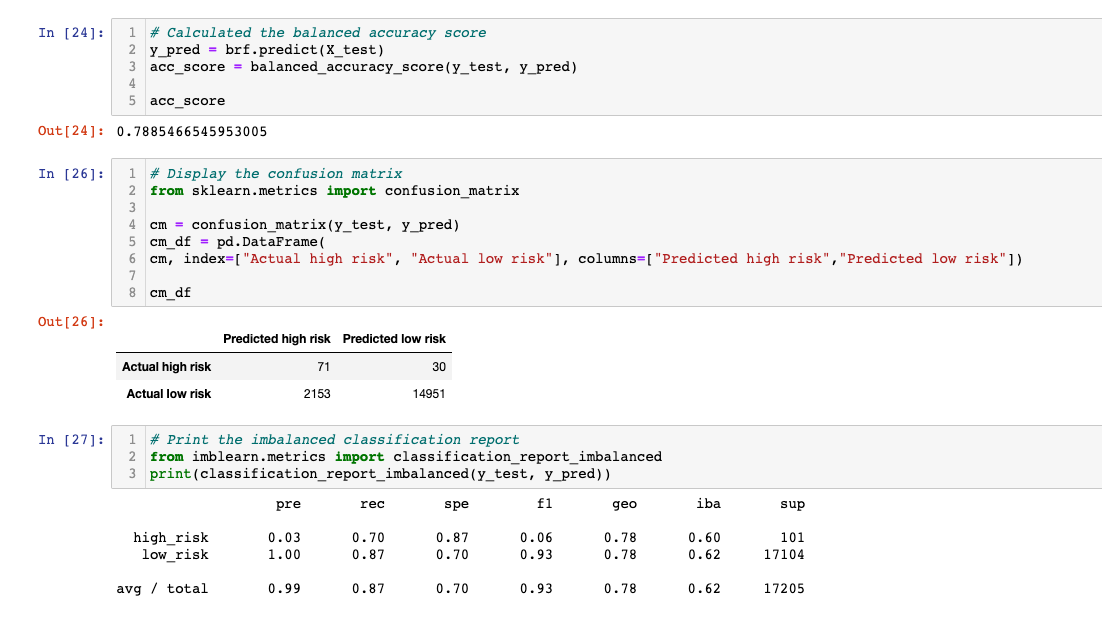 In [24]:
1 # Calculated the balanced accuracy score
2 y_pred = brf.predict(X_test)
3 acc_score = balanced_accuracy_score(y_test, y_pred)
4
5 acc_score
Out[24]: 0.7885466545953005
In [26]:
1 # Display the confusion matrix
2 from sklearn.metrics import confusion_matrix
3
4 cm = confusion_matrix(y_test, y_pred)
5 cm_df = pd.DataFrame(
6 cm, index=["Actual high risk", "Actual low risk"], columns=["Predicted high risk","Predicted low risk"])
7
8 cm_df
Out[26]:
Predicted high risk Predicted low risk
Actual high risk 71 30
Actual low risk 2153 14951
In [27]:
1 # Print the imbalanced classification report
2 from imblearn.metrics import classification_report_imbalanced
3 print(classification_report_imbalanced(y_test, y_pred))
pre rec spe f1 geo iba sup
high_risk 0.03 0.70 0.87 0.06 0.78 0.60 101
low_risk 1.00 0.87 0.70 0.93 0.78 0.62 17104
avg / total 0.99 0.87 0.70 0.93 0.78 0.62 17205